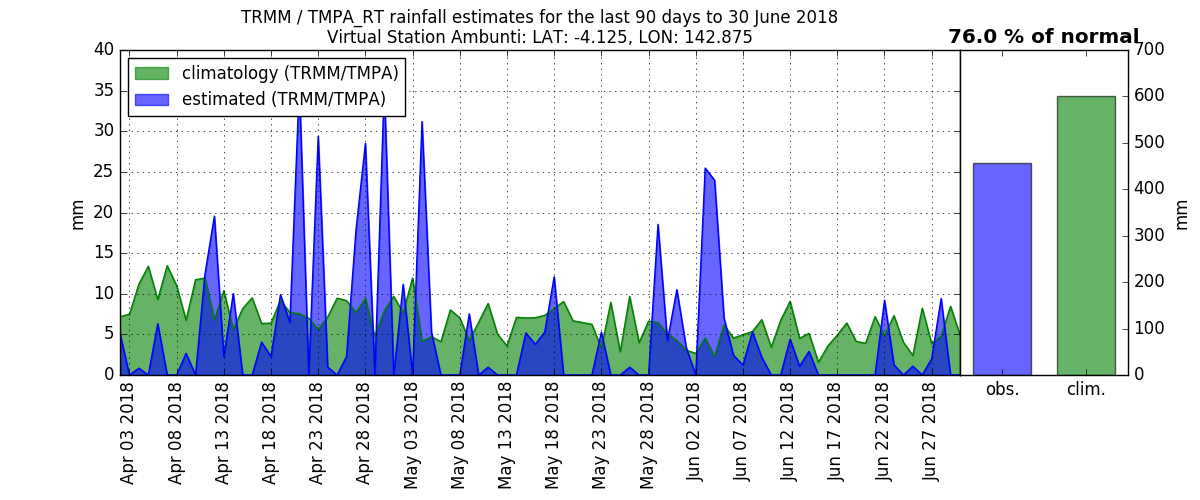 TRMM / TMPA_RT rainfall estimates for the last 90 days to 30 June 2018
Virtual Station Ambunti: LAT: -4.125, LON: 142.875
76.0 % of normal
climatology (TRMM/TMPA)
estimated (TRMM/TMPA)
mm
40
35
30
25
20
15
10
5
0
Apr 03 2018
Apr 08 2018
Apr 13 2018
Apr 18 2018
Apr 23 2018
Apr 28 2018
May 03 2018
May 08 2018
May 13 2018
May 18 2018
May 23 2018
May 28 2018
Jun 02 2018
Jun 07 2018
Jun 12 2018
Jun 17 2018
Jun 22 2018
Jun 27 2018
obs.
clim.
700
600
500
400
300
200
100
0
mm